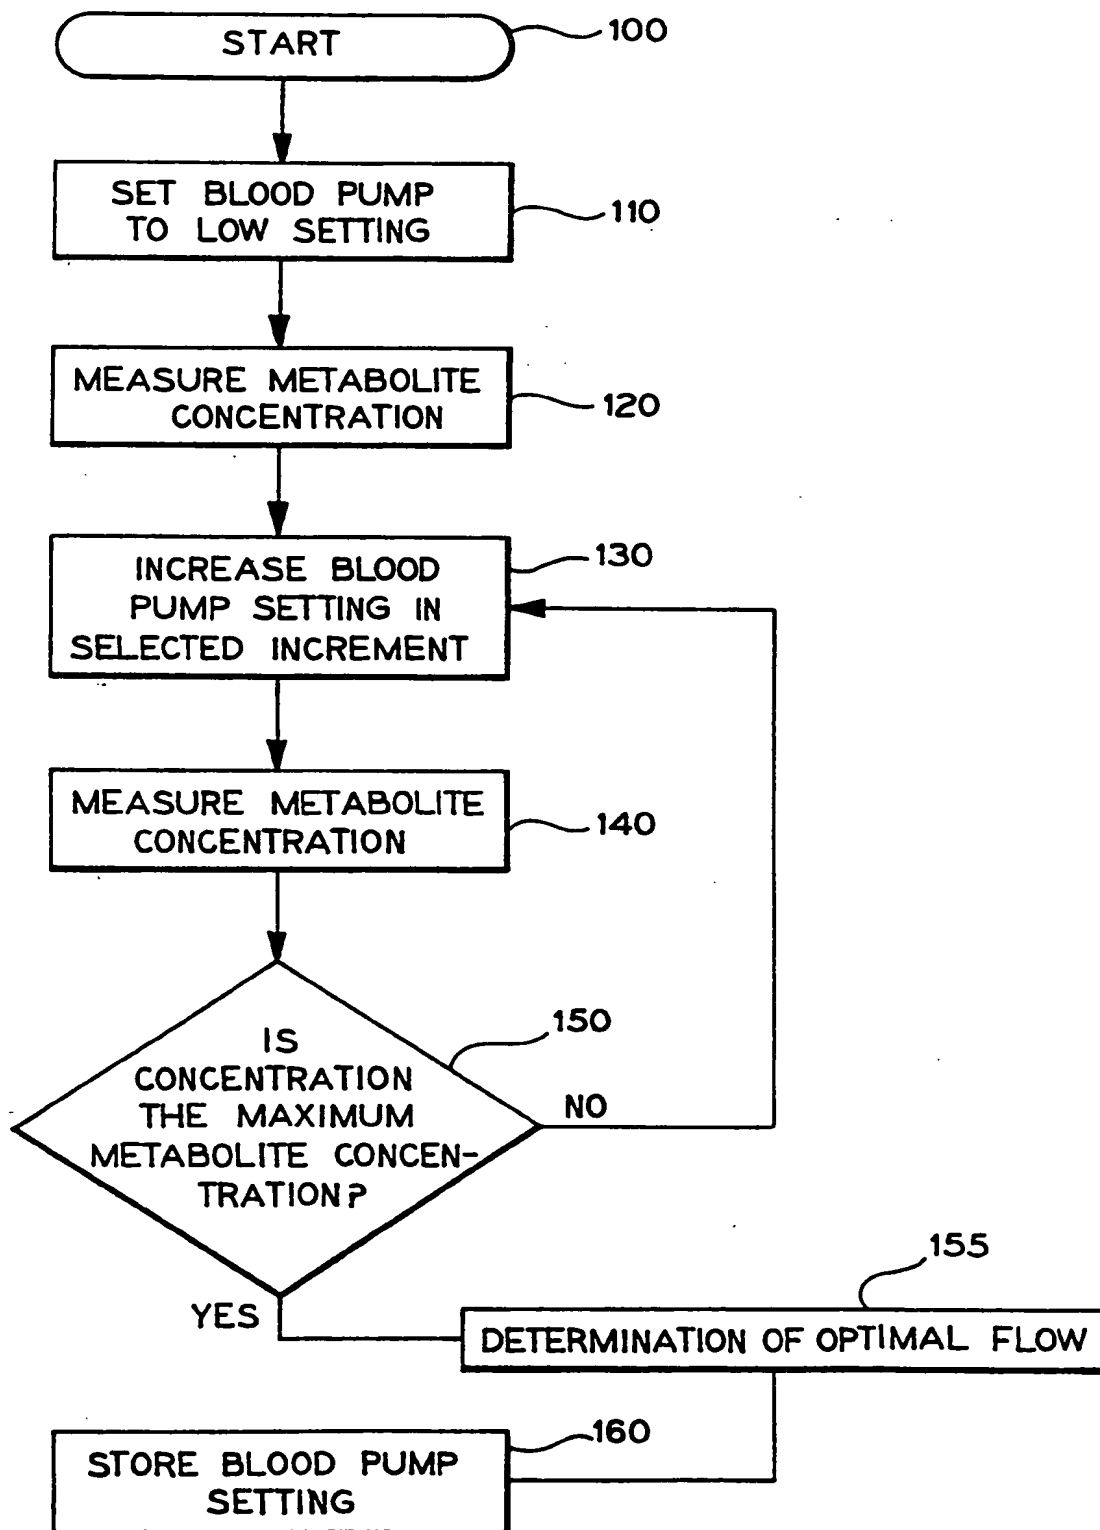 START
100
SET BLOOD PUMP
TO LOW SETTING
110
MEASURE METABOLITE
CONCENTRATION
120
INCREASE BLOOD
PUMP SETTING IN
SELECTED INCREMENT
130
MEASURE METABOLITE
CONCENTRATION
140
IS
CONCENTRATION
THE MAXIMUM
METABOLITE CONCEN-
TRATION?
150
NO
YES
155
DETERMINATION OF OPTIMAL FLOW
160
STORE BLOOD PUMP
SETTING